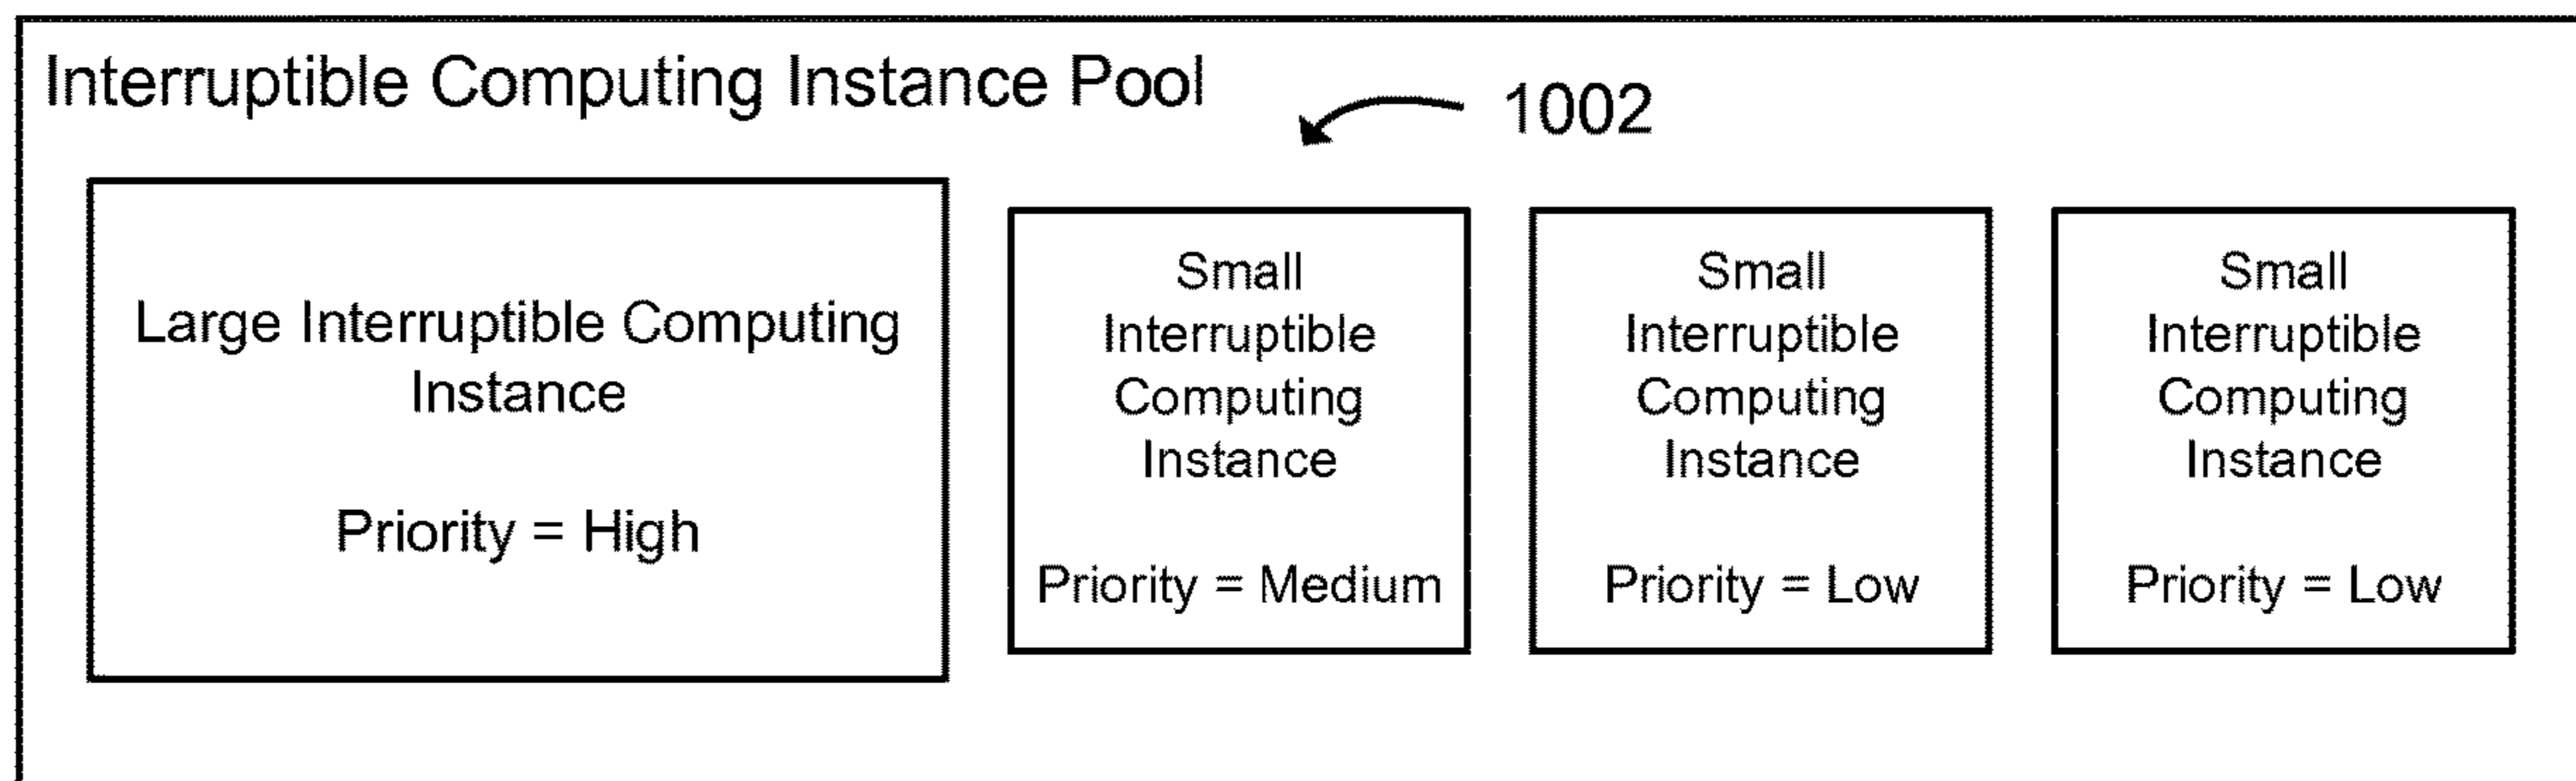 Interruptible Computing Instance Pool
1002
Large Interruptible Computing
Instance
Priority = High
Small
Interruptible
Computing
Instance
Priority = Medium
Small
Interruptible
Computing
Instance
Priority = Low
Small
Interruptible
Computing
Instance
Priority = Low